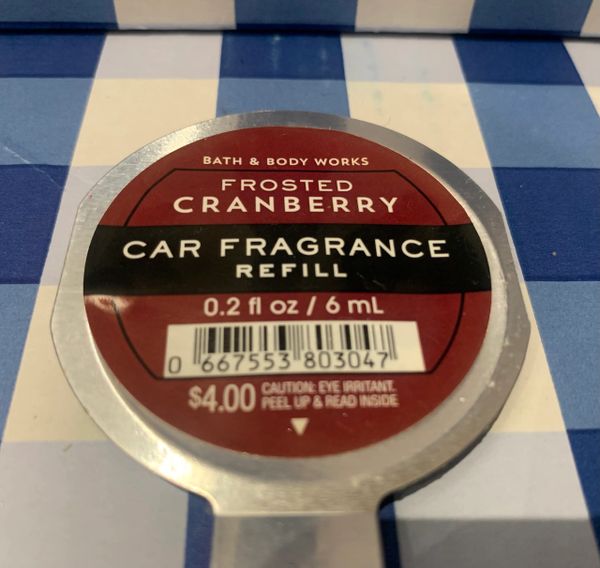 BATH & BODY WORKS
FROSTED
CRANBERRY
CAR FRAGRANCE
REFILL
0.2 fl oz / 6 mL
0 667553 803047
$4.00 CAUTION: EYE IRRITANT.
PEEL UP & READ INSIDE